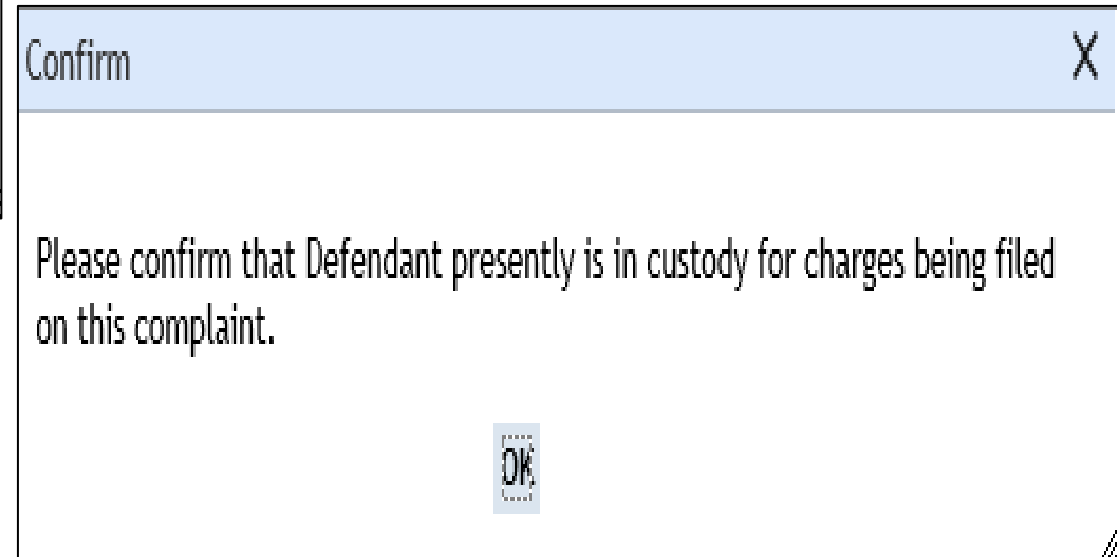 Confirm X
Please confirm that Defendant presently is in custody for charges being filed
on this complaint.
OK